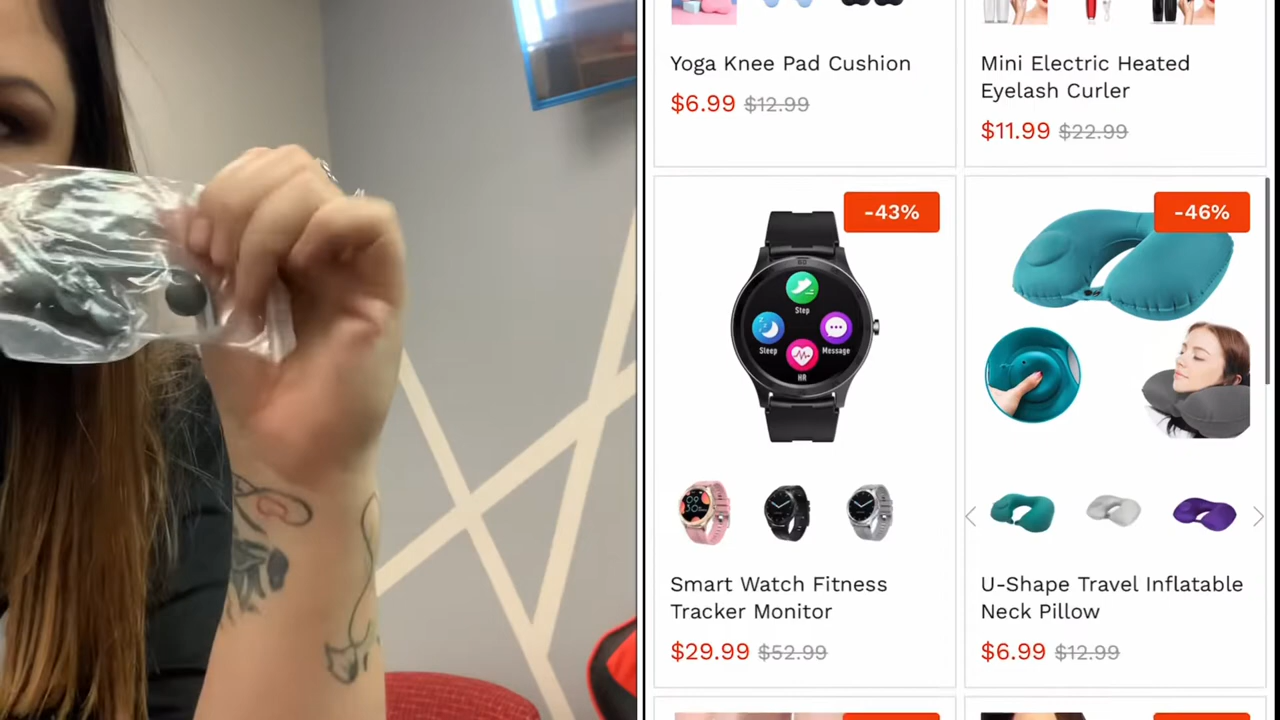 Yoga Knee Pad Cushion
$6.99 $12.99
Mini Electric Heated
Eyelash Curler
$11.99 $22.99
-43%
Step
Sleep
Message
HR
Smart Watch Fitness
Tracker Monitor
$29.99 $52.99
-46%
U-Shape Travel Inflatable
Neck Pillow
$6.99 $12.99